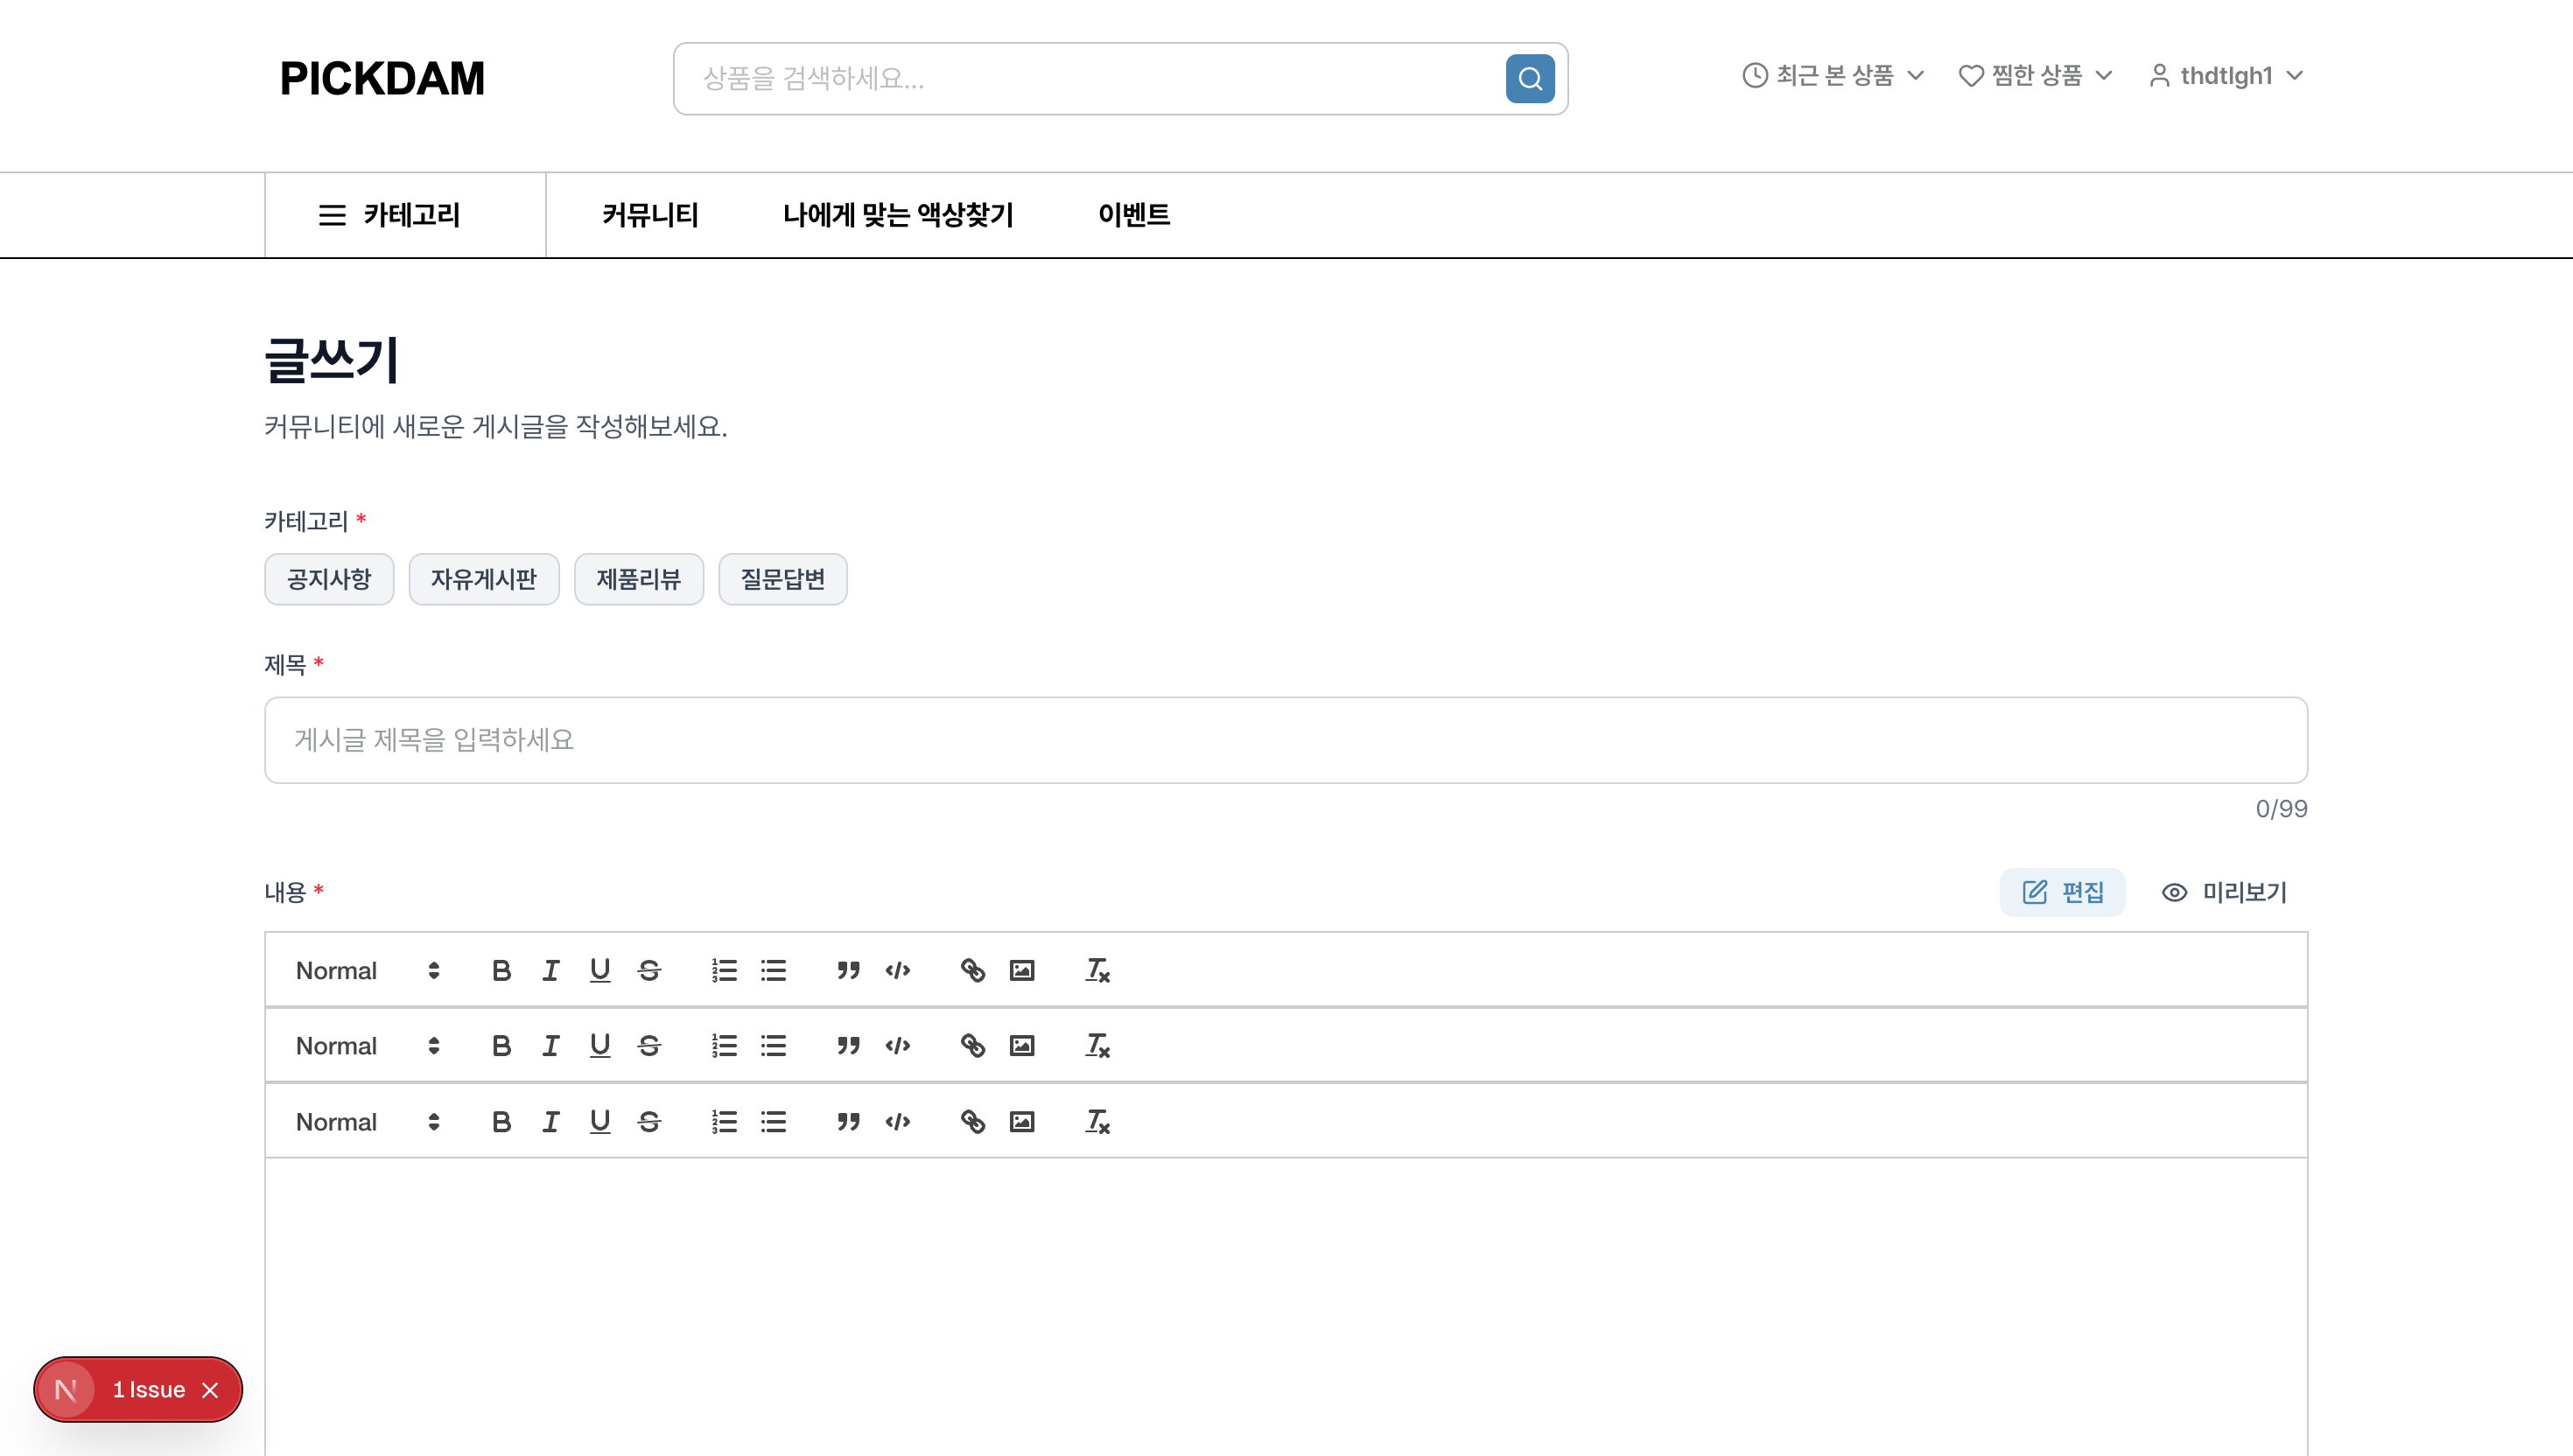 PICKDAM
상품을 검색하세요...
최근 본 상품
찜한 상품
thdtlgh1
카테고리
커뮤니티
나에게 맞는 액상찾기
이벤트
글쓰기
커뮤니티에 새로운 게시글을 작성해보세요.
카테고리 *
공지사항
자유게시판
제품리뷰
질문답변
제목 *
게시글 제목을 입력하세요
0/99
내용 *
편집
미리보기
Normal
Normal
Normal
N 1 Issue